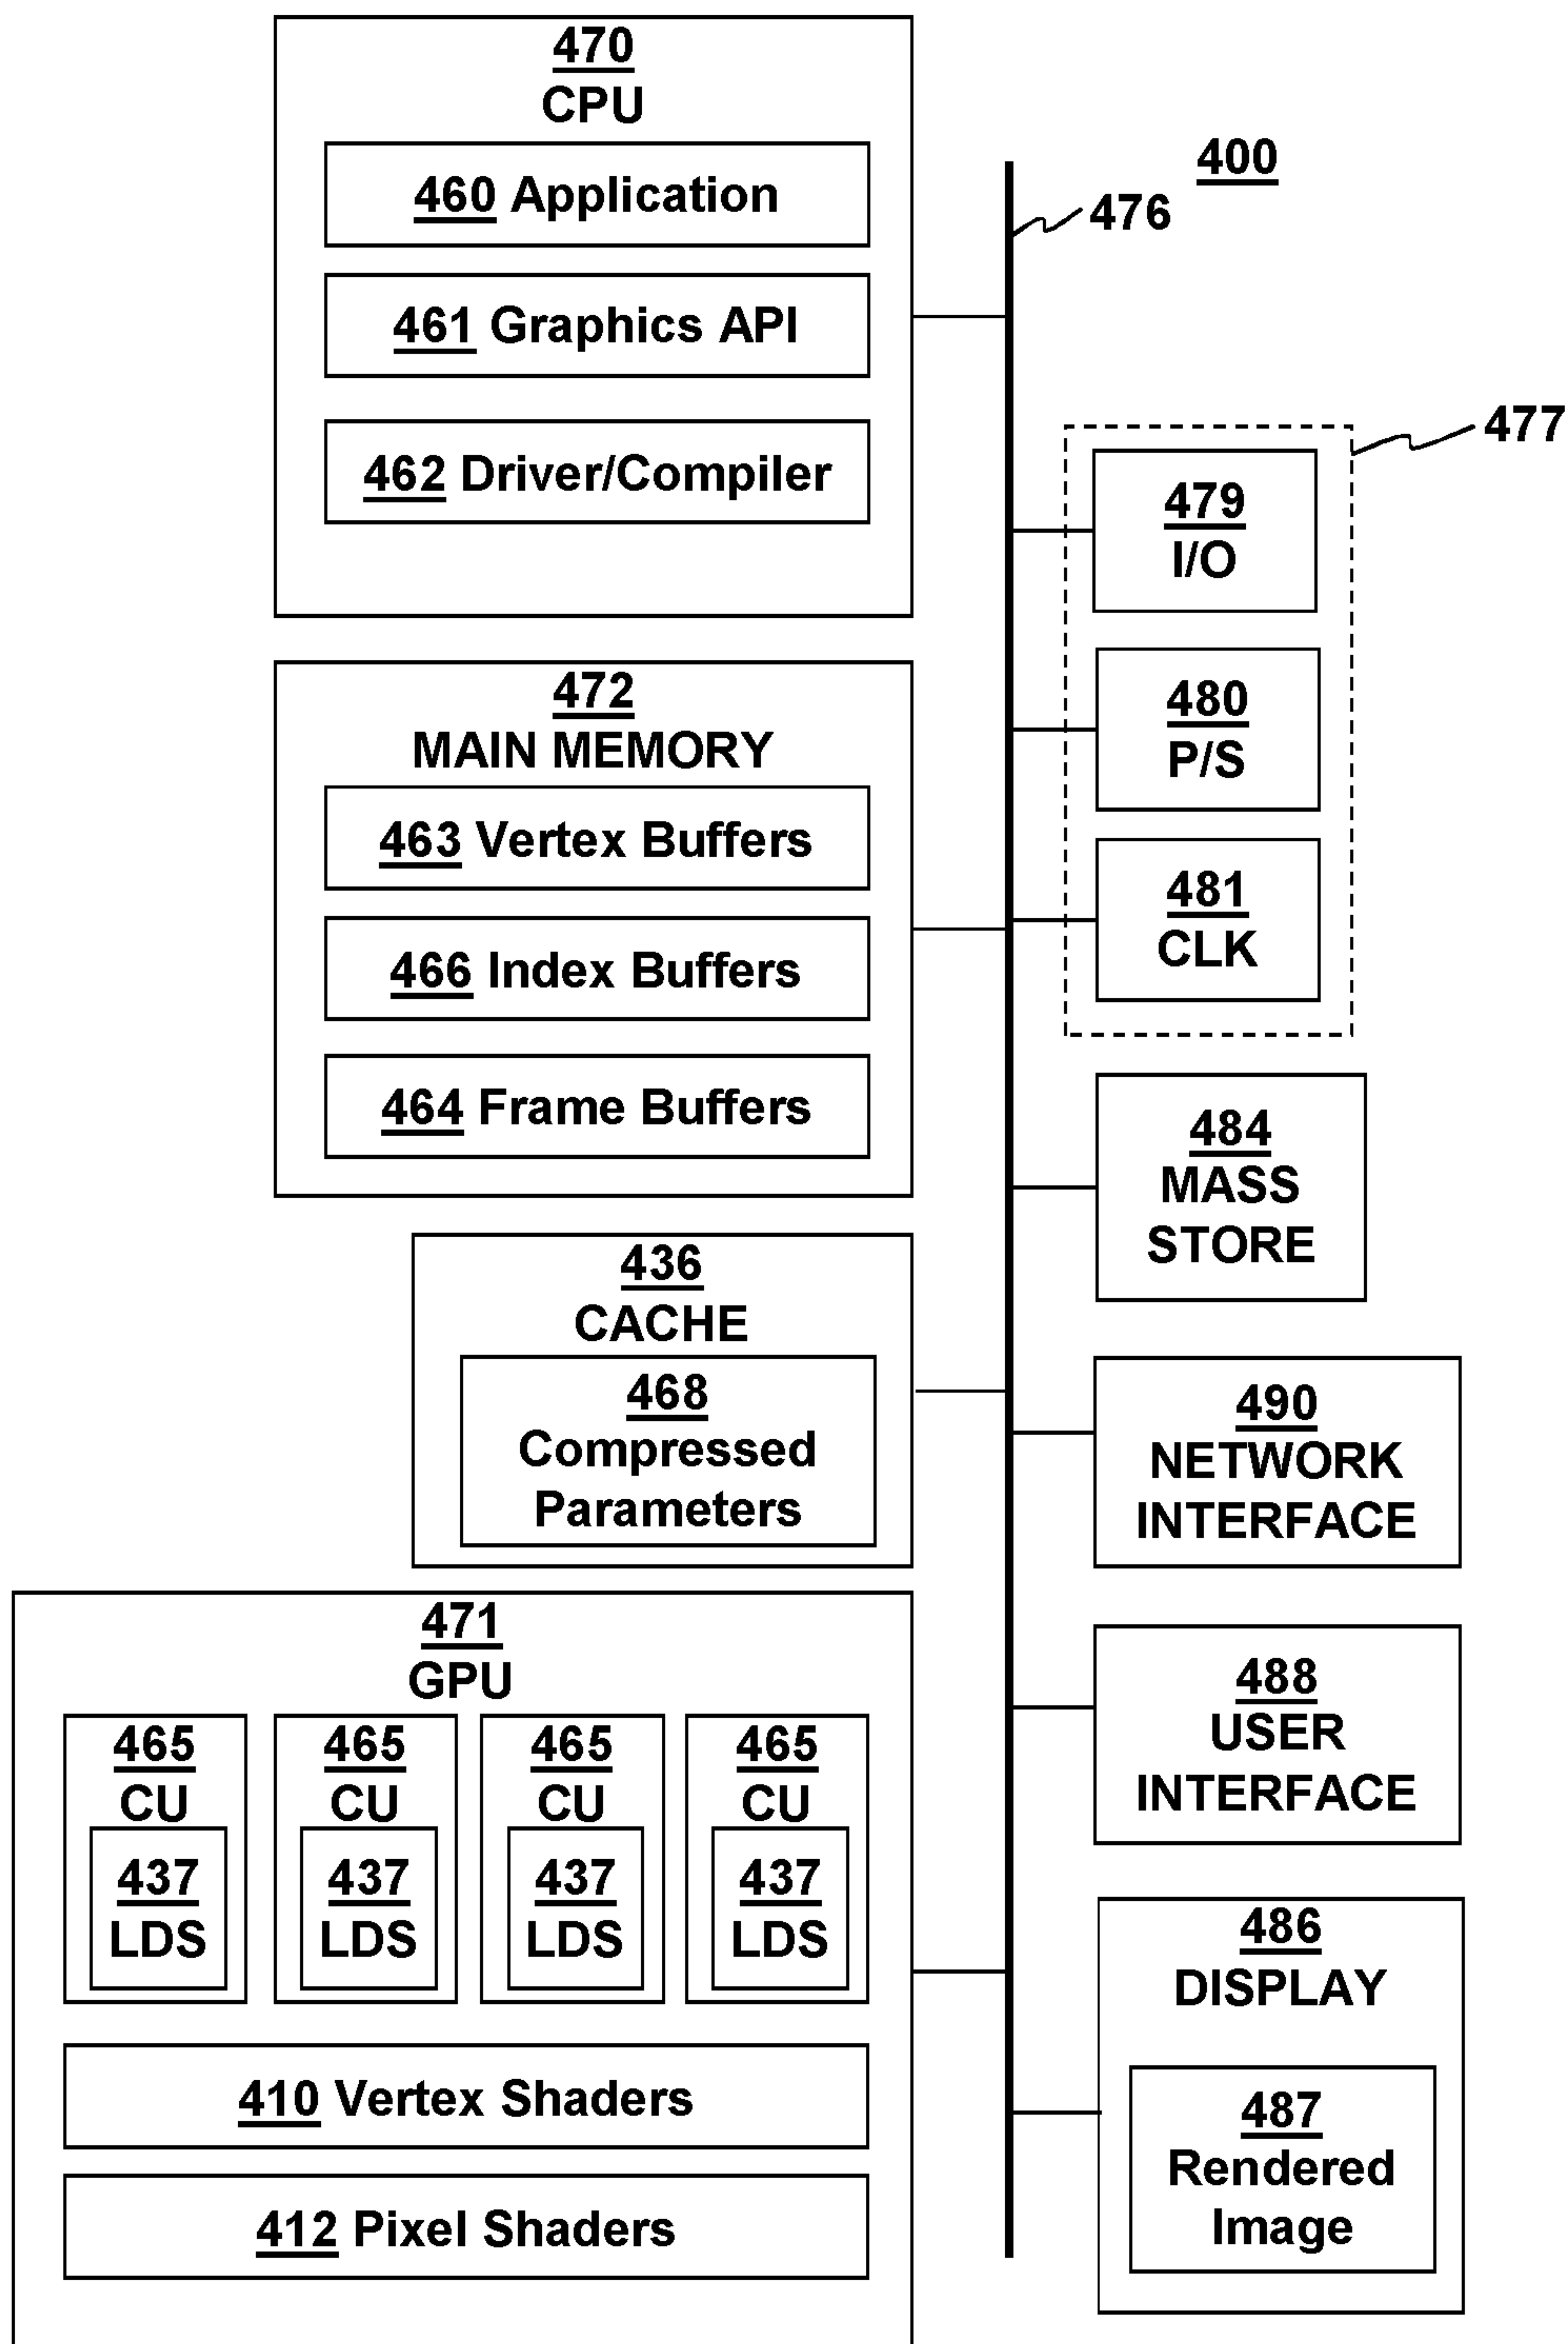 470
CPU
460 Application
461 Graphics API
462 Driver/Compiler
472
MAIN MEMORY
463 Vertex Buffers
466 Index Buffers
464 Frame Buffers
436
CACHE
468
Compressed
Parameters
471
GPU
465
CU
437
LDS
465
CU
437
LDS
465
CU
437
LDS
465
CU
437
LDS
410 Vertex Shaders
412 Pixel Shaders
400
476
477
479
I/O
480
P/S
481
CLK
484
MASS
STORE
490
NETWORK
INTERFACE
488
USER
INTERFACE
486
DISPLAY
487
Rendered
Image